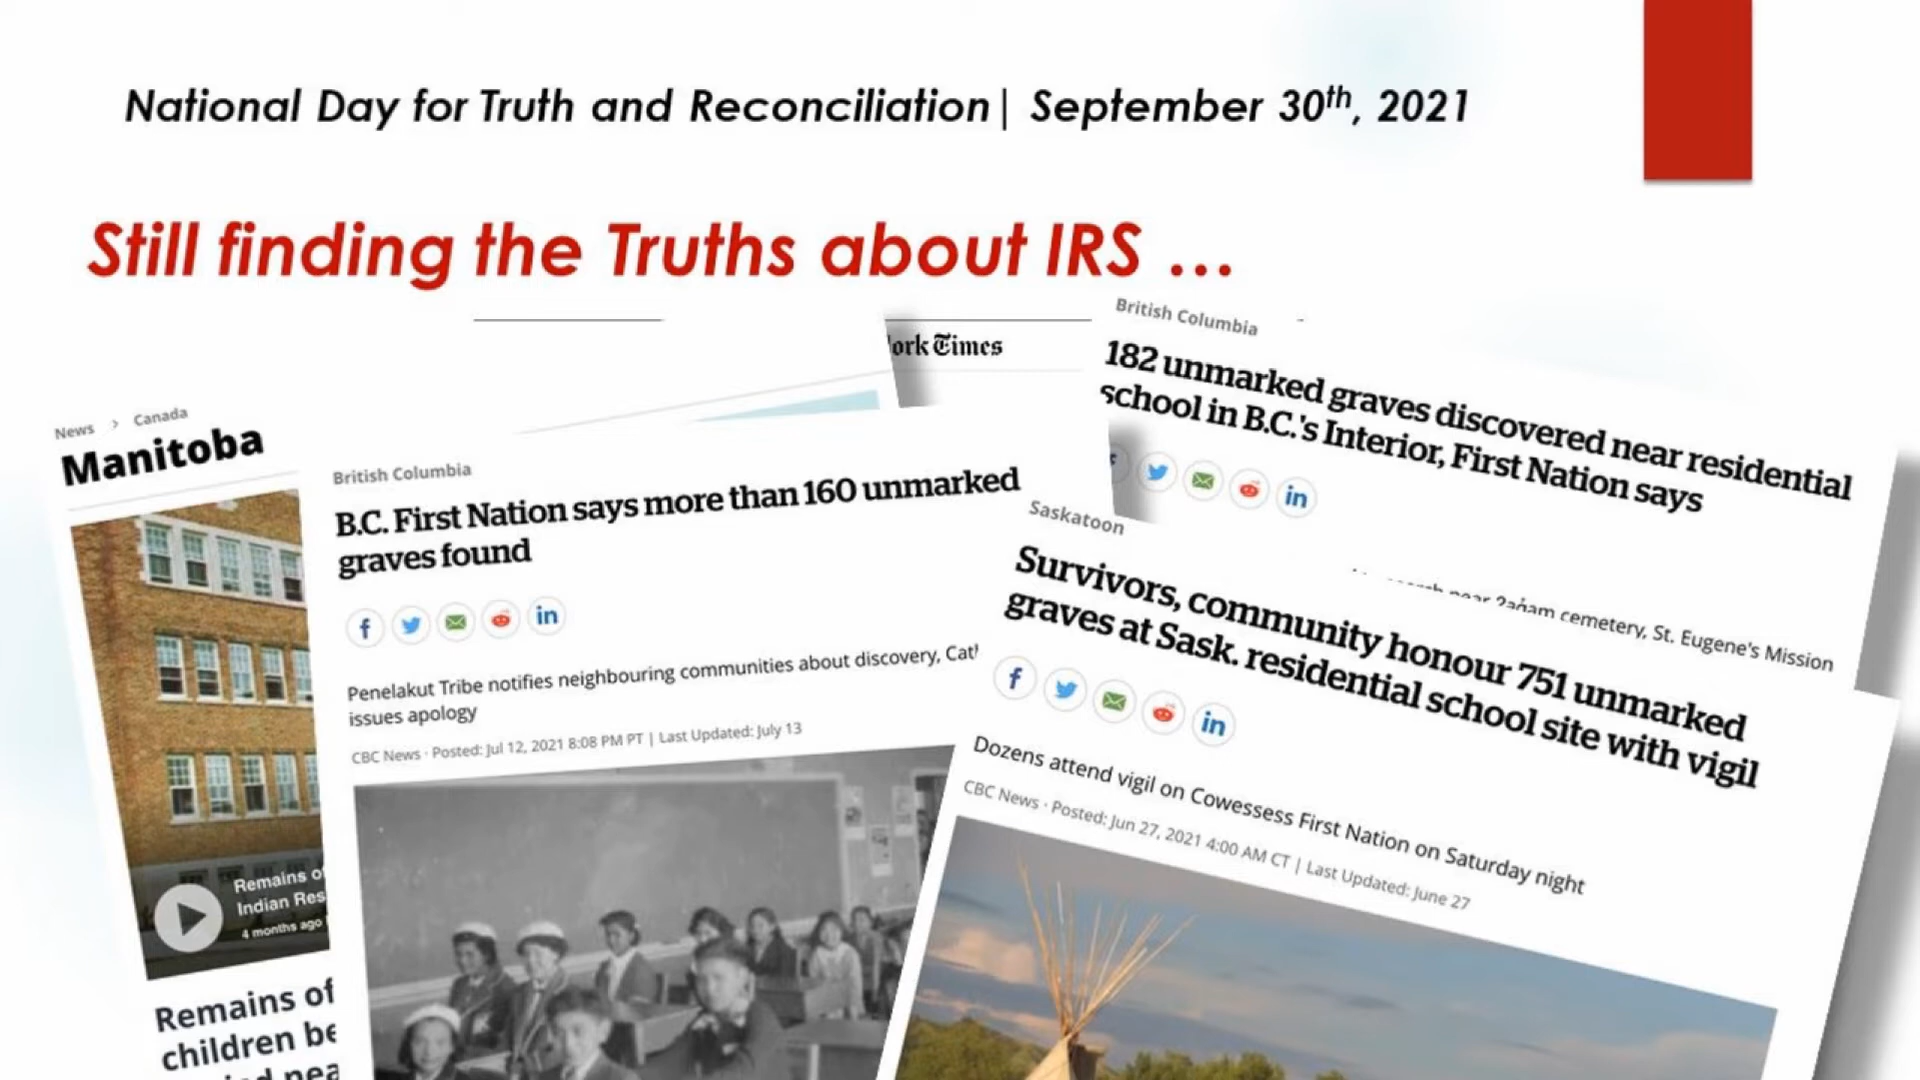 National Day for Truth and Reconciliation| September 30th, 2021
Still finding the Truths about IRS ...
Times
British Columbia
182 unmarked graves discovered near residential
school in B.C.'s Interior, First Nation says
near ʔaq̓am cemetery, St. Eugene's Mission
News > Canada
Manitoba
Remains
Indian
4 months ago
Remains of
children
British Columbia
B.C. First Nation says more than 160 unmarked
graves found
Penelakut Tribe notifies neighbouring communities about discovery,
issues apology
CBC News · Posted: Jul 12, 2021 8:08 PM PT | Last Updated: July 13
Saskatoon
Survivors, community honour 751 unmarked
graves at Sask. residential school site with vigil
Dozens attend vigil on Cowessess First Nation on Saturday night
CBC News · Posted: Jun 27, 2021 4:00 AM CT | Last Updated: June 27